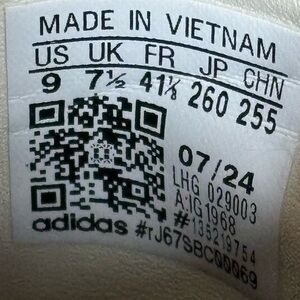 MADE IN VIETNAM
US UK FR JP CHN
9 7½ 41⅓ 260 255
07/24
LHG 029003
A:IG1968
#135219754
adidas #rJ67SBC00069